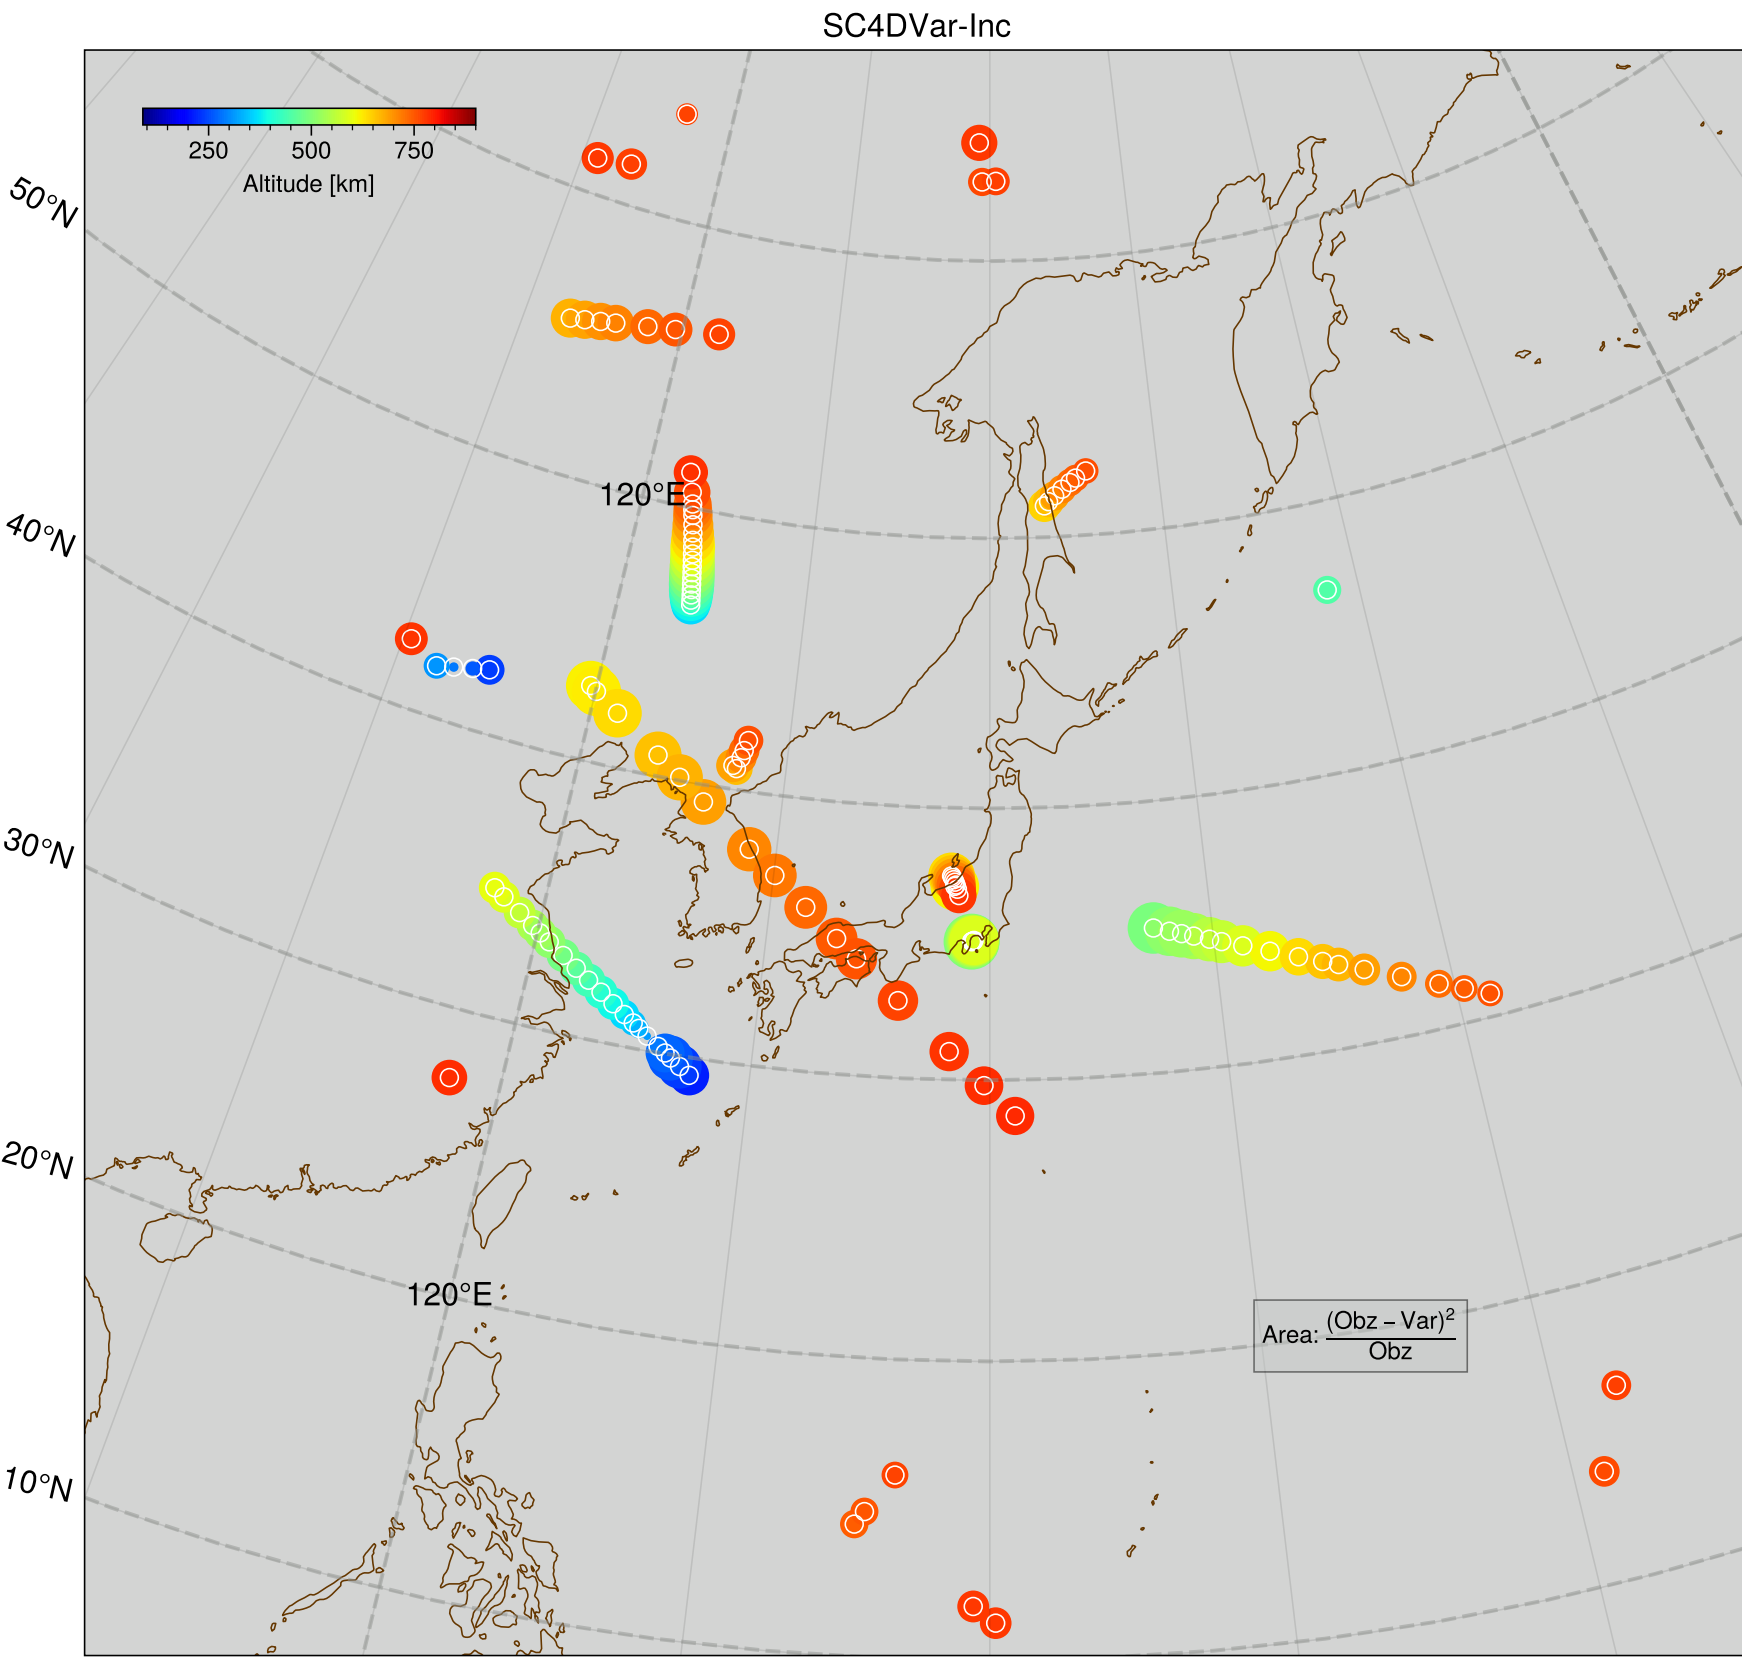 SC4DVar-Inc
250 500 750
Altitude [km]
50°N
120°E
40°N
30°N
20°N
120°E
Area: (Obz – Var)²
Obz
10°N